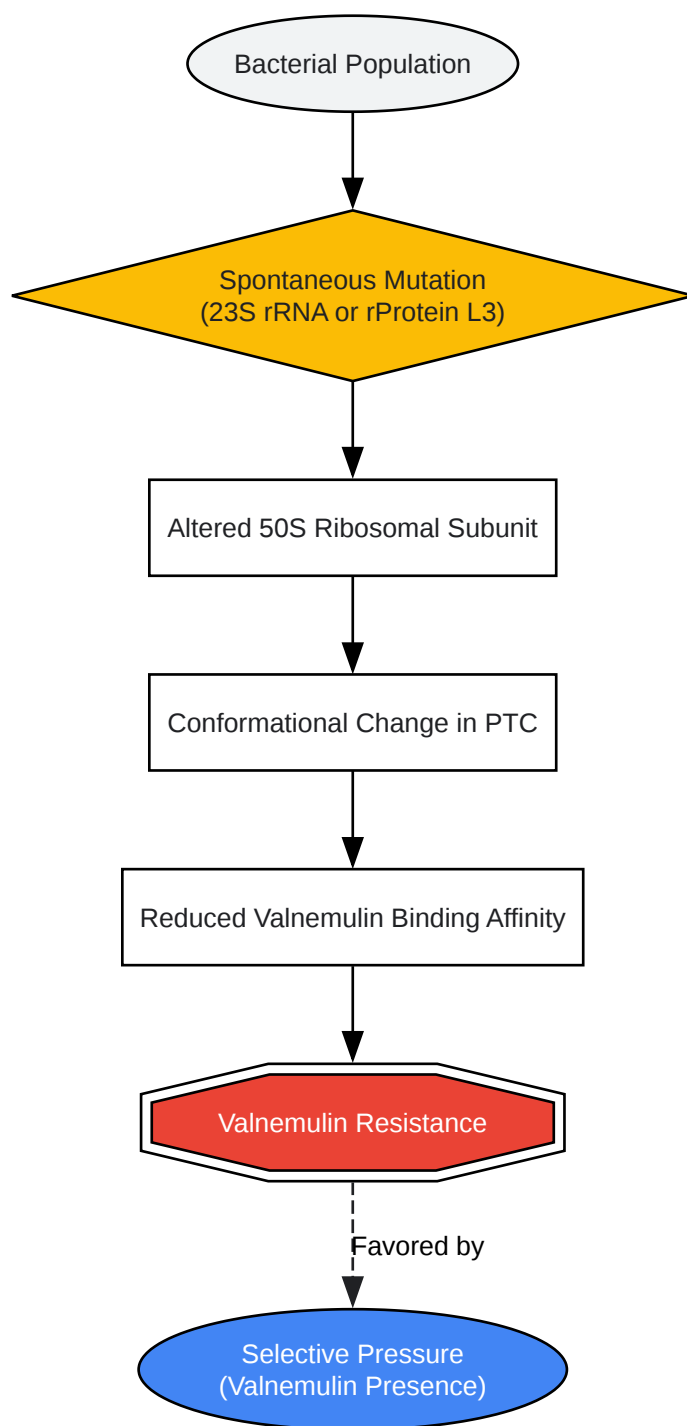 Bacterial Population
Spontaneous Mutation
(23S rRNA or rProtein L3)
Altered 50S Ribosomal Subunit
Conformational Change in PTC
Reduced Valnemulin Binding Affinity
Valnemulin Resistance
Favored by
Selective Pressure
(Valnemulin Presence)